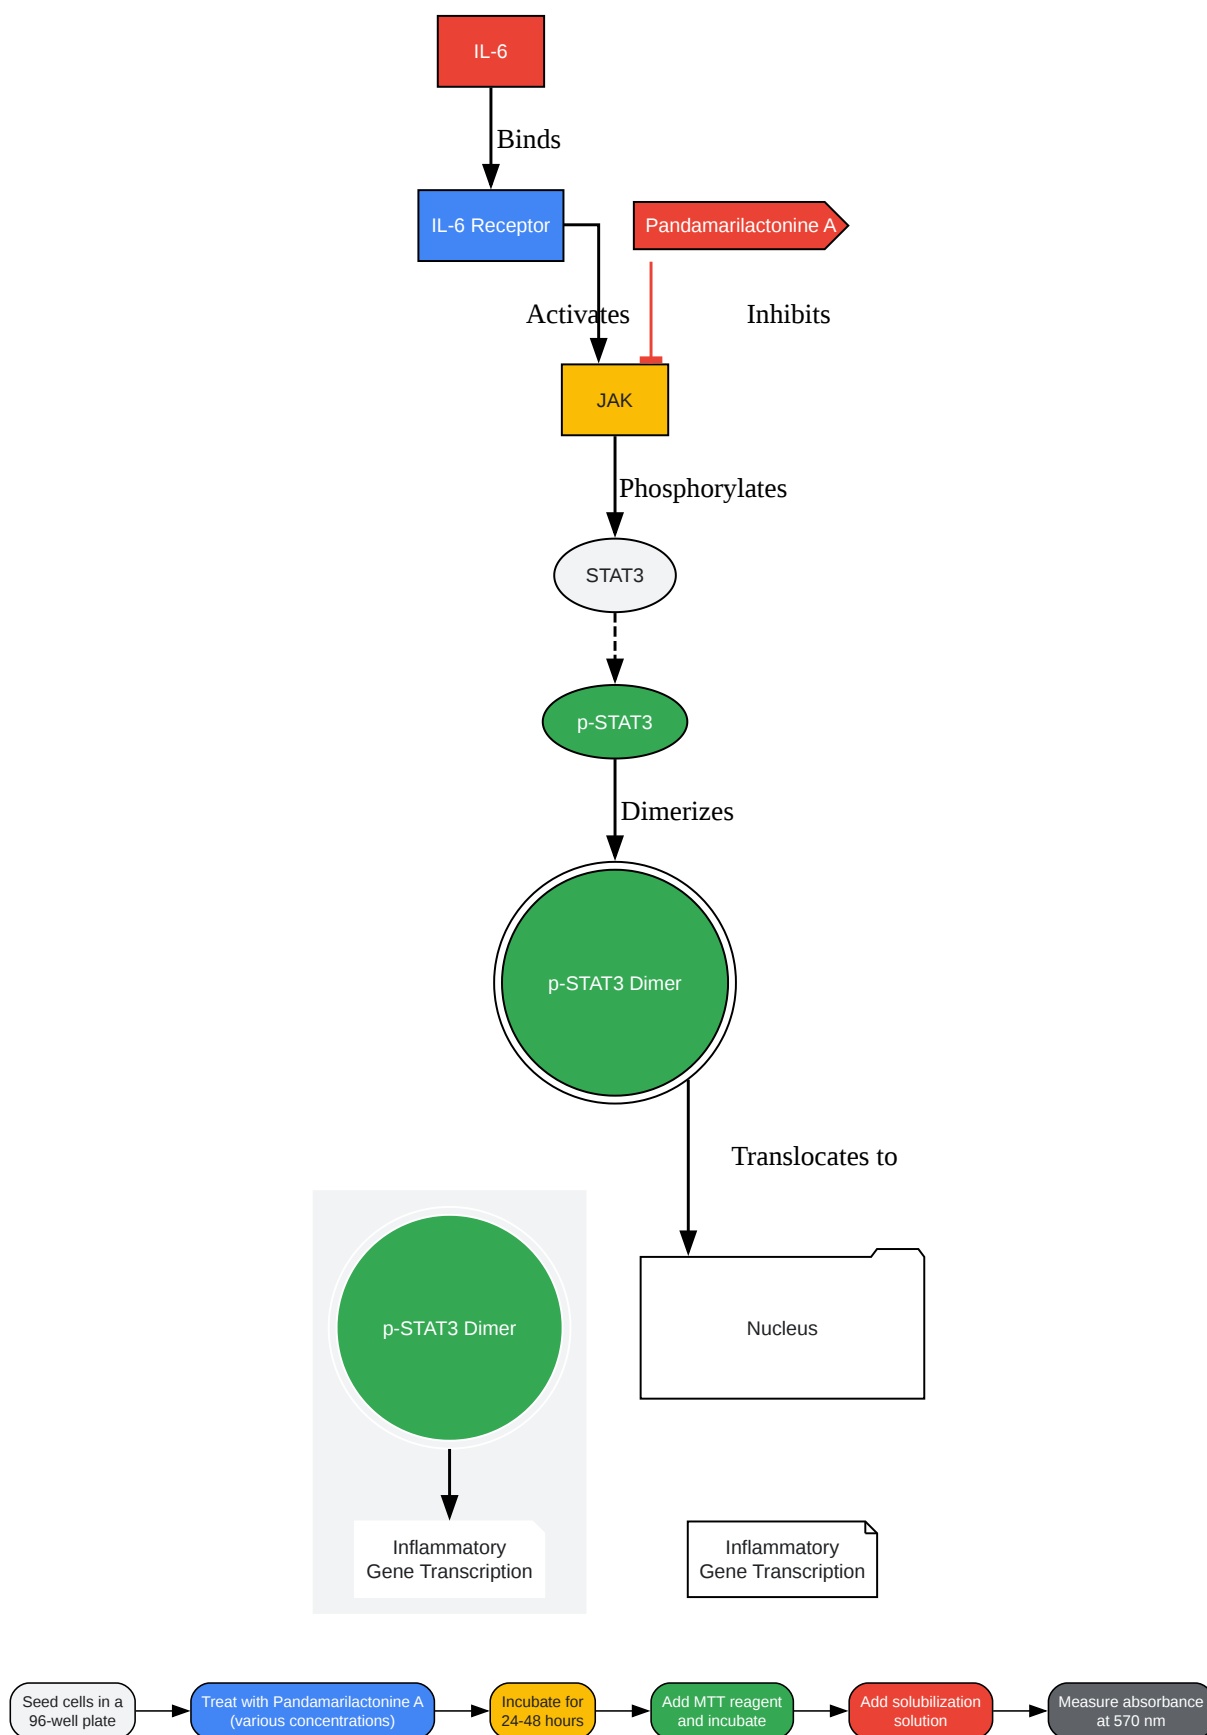 IL-6
Binds
IL-6 Receptor
Pandamarilactonine A
Activates
Inhibits
JAK
Phosphorylates
STAT3
p-STAT3
Dimerizes
p-STAT3 Dimer
Translocates to
p-STAT3 Dimer
Nucleus
Inflammatory
Gene Transcription
Inflammatory
Gene Transcription
Seed cells in a
96-well plate
Treat with Pandamarilactonine A
(various concentrations)
Incubate for
24-48 hours
Add MTT reagent
and incubate
Add solubilization
solution
Measure absorbance
at 570 nm